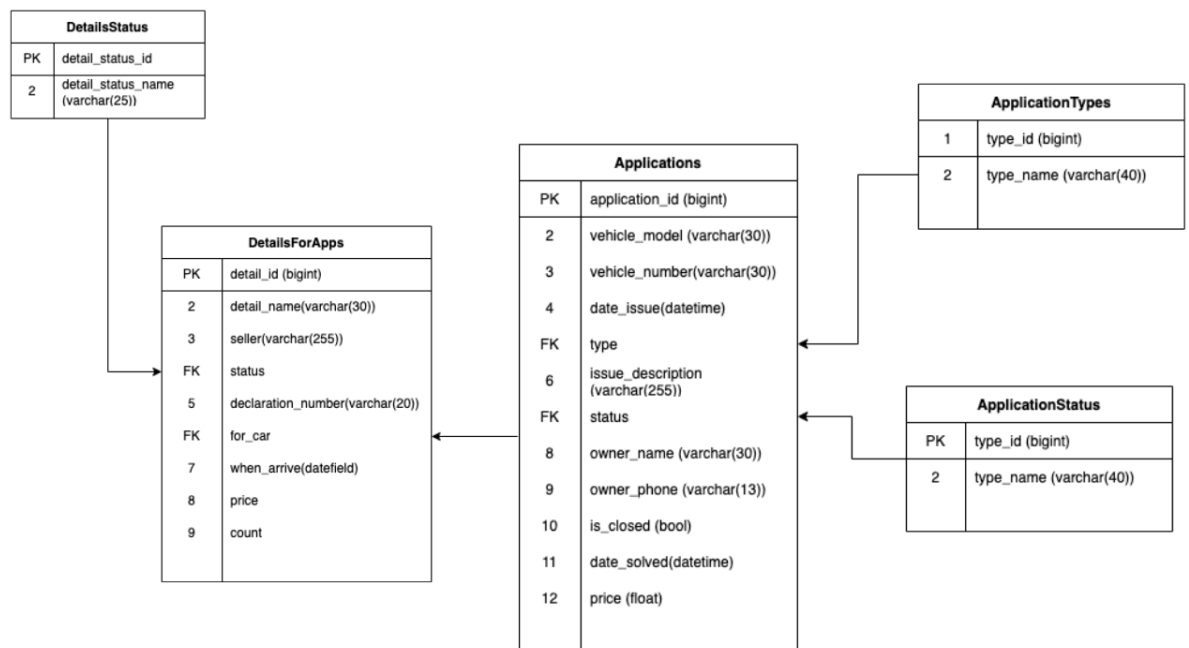 DetailsStatus
PK detail_status_id
2 detail_status_name
(varchar(25))
DetailsForApps
PK detail_id (bigint)
2 detail_name(varchar(30))
3 seller(varchar(255))
FK status
5 declaration_number(varchar(20))
FK for_car
7 when_arrive(datefield)
8 price
9 count
Applications
PK application_id (bigint)
2 vehicle_model (varchar(30))
3 vehicle_number(varchar(30))
4 date_issue(datetime)
FK type
6 issue_description
(varchar(255))
FK status
8 owner_name (varchar(30))
9 owner_phone (varchar(13))
10 is_closed (bool)
11 date_solved(datetime)
12 price (float)
ApplicationTypes
1 type_id (bigint)
2 type_name (varchar(40))
ApplicationStatus
PK type_id (bigint)
2 type_name (varchar(40))